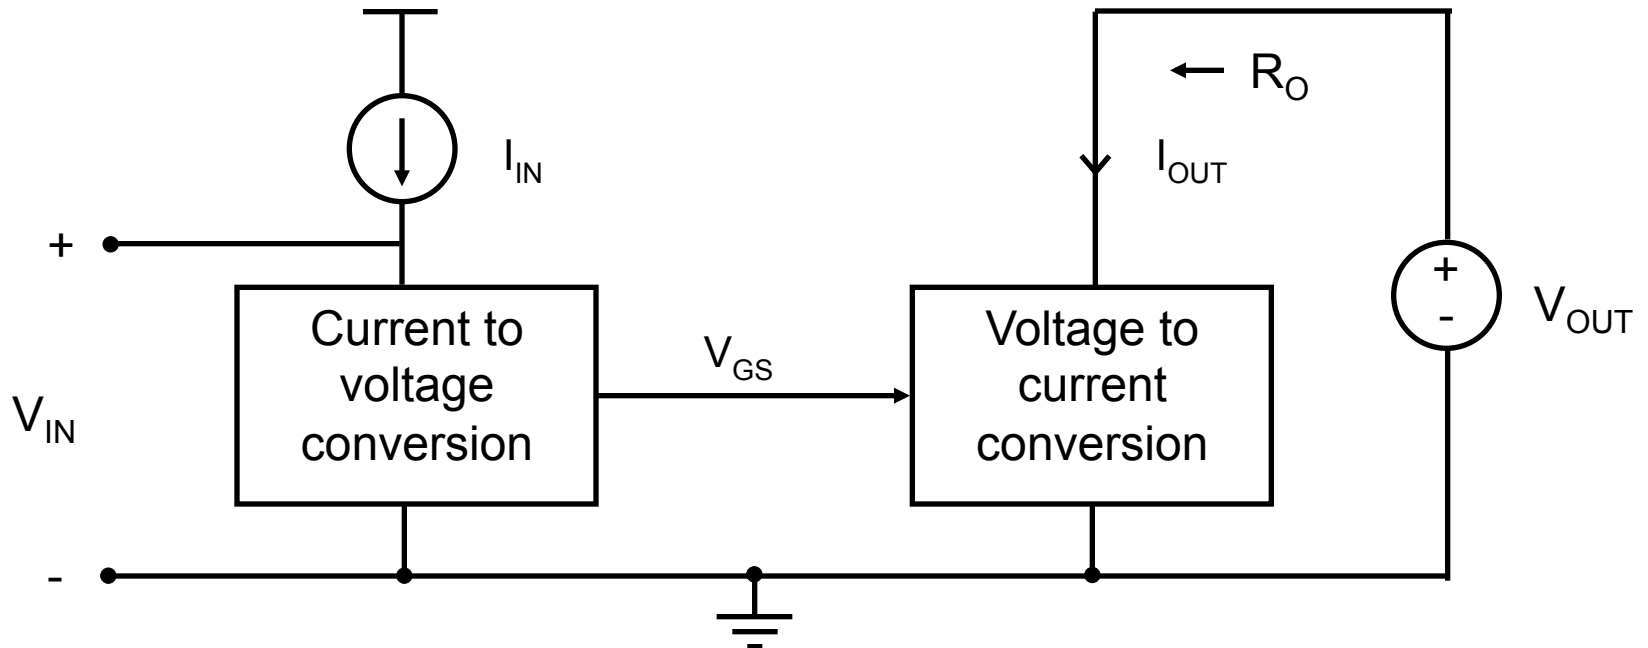 R_O
I_IN
I_OUT
+
Current to
voltage
conversion
V_GS
Voltage to
current
conversion
+
-
V_OUT
V_IN
-